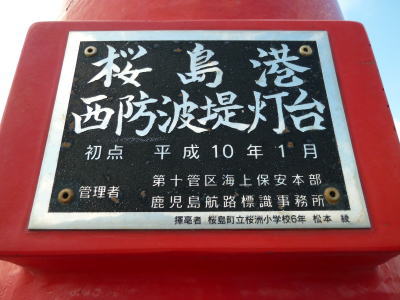 桜島港
西防波堤灯台
初点 平成10年1月
管理者 第十管区海上保安本部
鹿児島航路標識事務所
揮毫者 桜島町立桜洲小学校6年 松本 綾